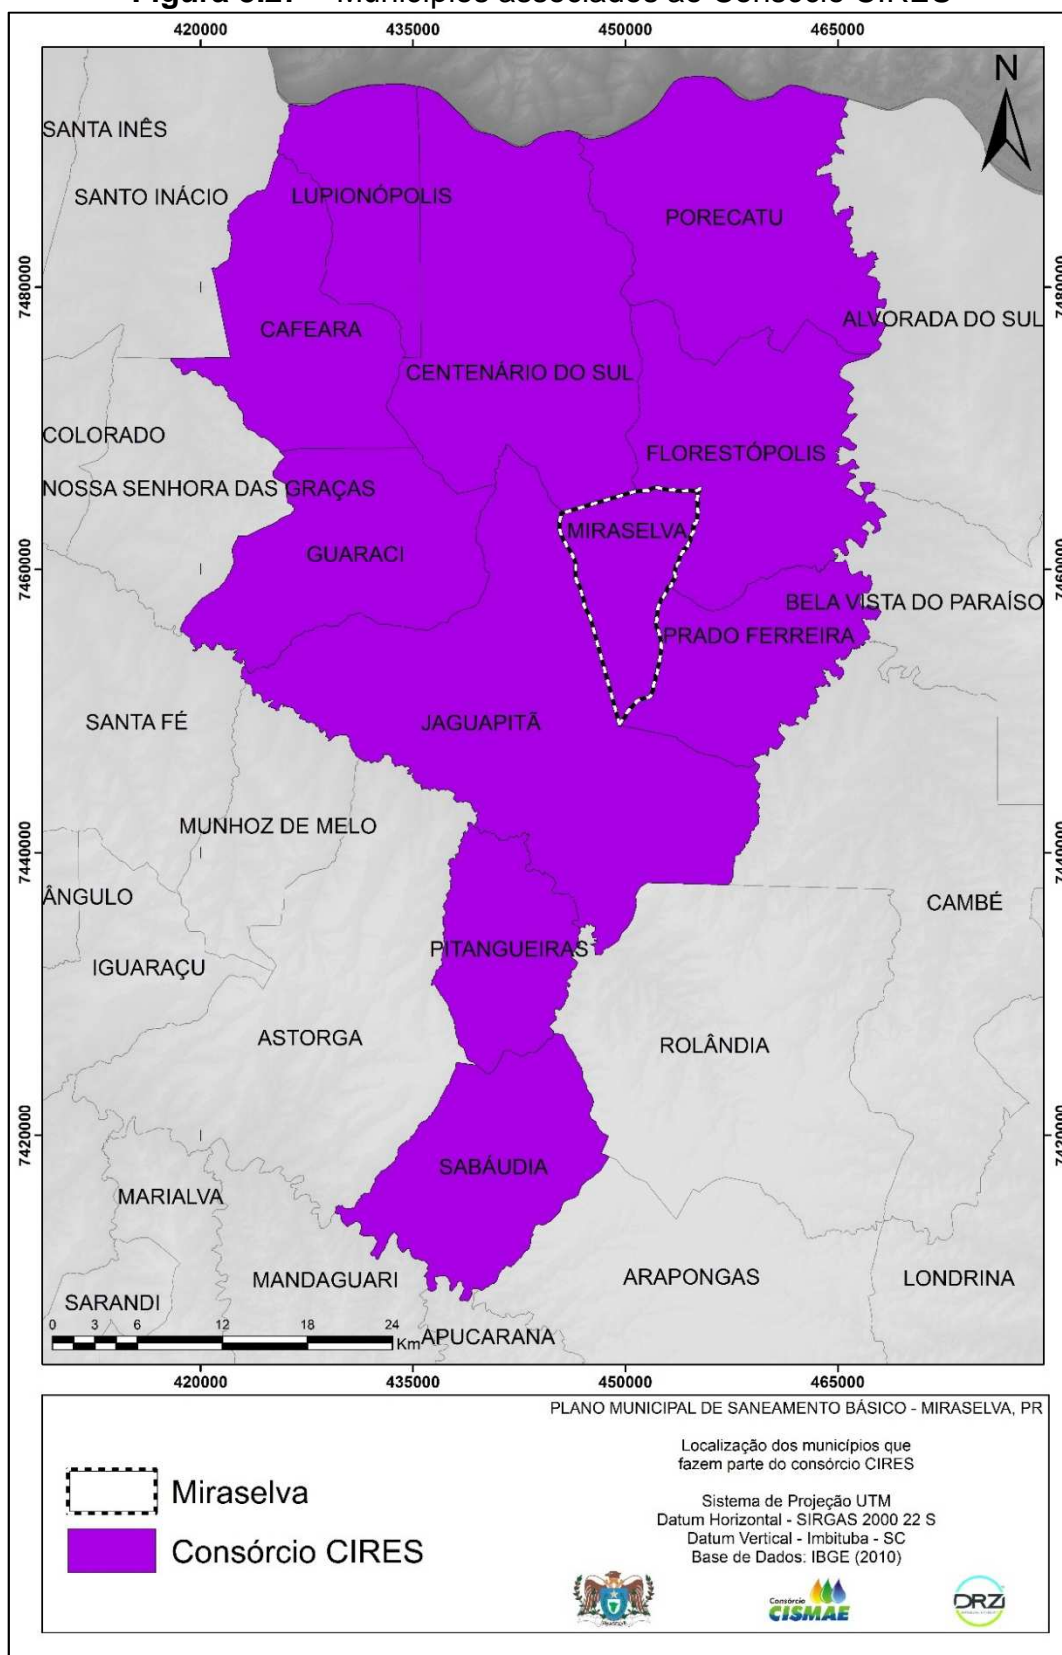 Municípios associados ao Consócio CIRES
420000
435000
450000
465000
N
SANTA INÊS
SANTO INÁCIO
LUPIONÓPOLIS
PORECATU
7480000
7480000
ALVORADA DO SUL
CAFEARA
CENTENÁRIO DO SUL
COLORADO
FLORESTÓPOLIS
NOSSA SENHORA DAS GRAÇAS
MIRASELVA
GUARACI
7460000
7460000
BELA VISTA DO PARAÍSO
PRADO FERREIRA
SANTA FÉ
JAGUAPITÃ
MUNHOZ DE MELO
7440000
7440000
ÂNGULO
CAMBÉ
PITANGUEIRAS
IGUARAÇU
ASTORGA
ROLÂNDIA
7420000
7420000
SABÁUDIA
MARIALVA
MANDAGUARI
ARAPONGAS
LONDRINA
SARANDI
0 3 6 12 18 24
Km
APUCARANA
420000
435000
450000
465000
PLANO MUNICIPAL DE SANEAMENTO BÁSICO - MIRASELVA, PR
Localização dos municípios que
fazem parte do consórcio CIRES
Miraselva
Sistema de Projeção UTM
Datum Horizontal - SIRGAS 2000 22 S
Datum Vertical - Imbituba - SC
Base de Dados: IBGE (2010)
Consórcio CIRES
Consórcio
CISMAE
DRZ